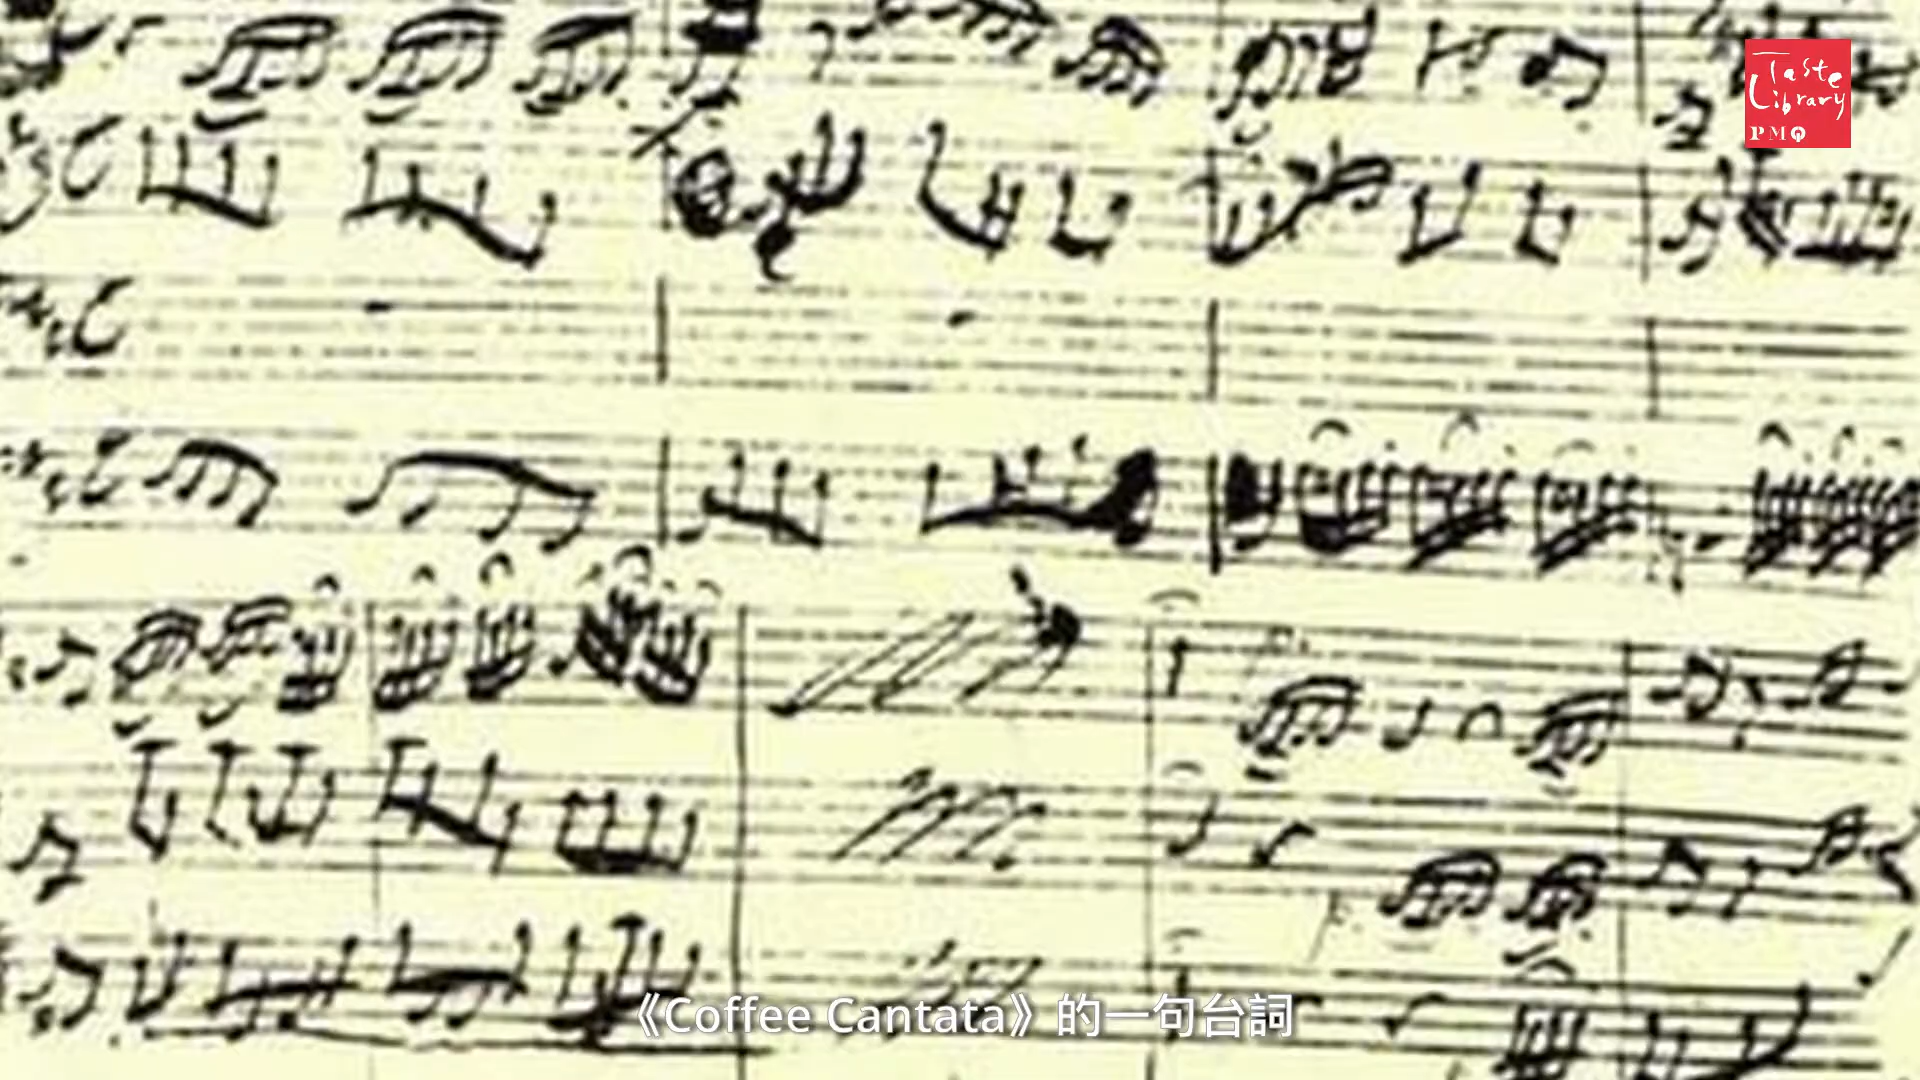 Taste
Library
PMQ
《Coffee Cantata》的一句台詞